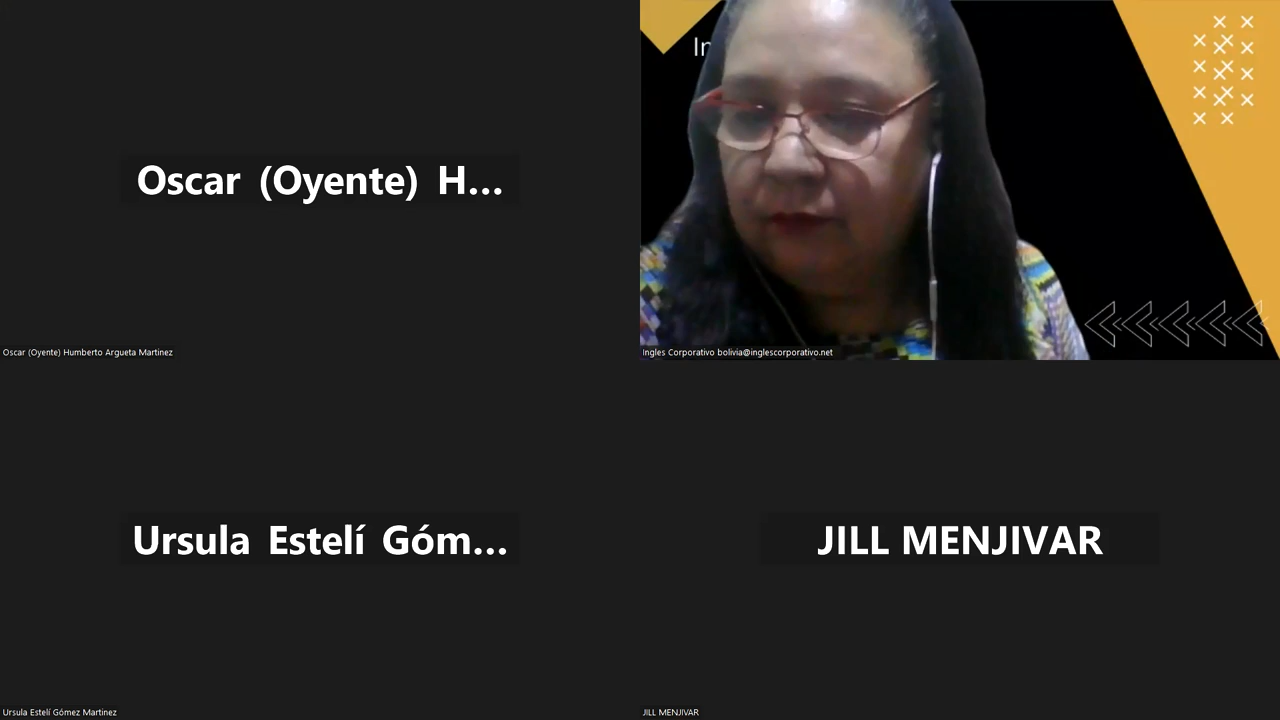 Oscar (Oyente) H...
Oscar (Oyente) Humberto Argueta Martinez
In
Ingles Corporativo bolivia@inglescorporativo.net
Ursula Estelí Góm...
Ursula Estelí Gómez Martinez
JILL MENJIVAR
JILL MENJIVAR